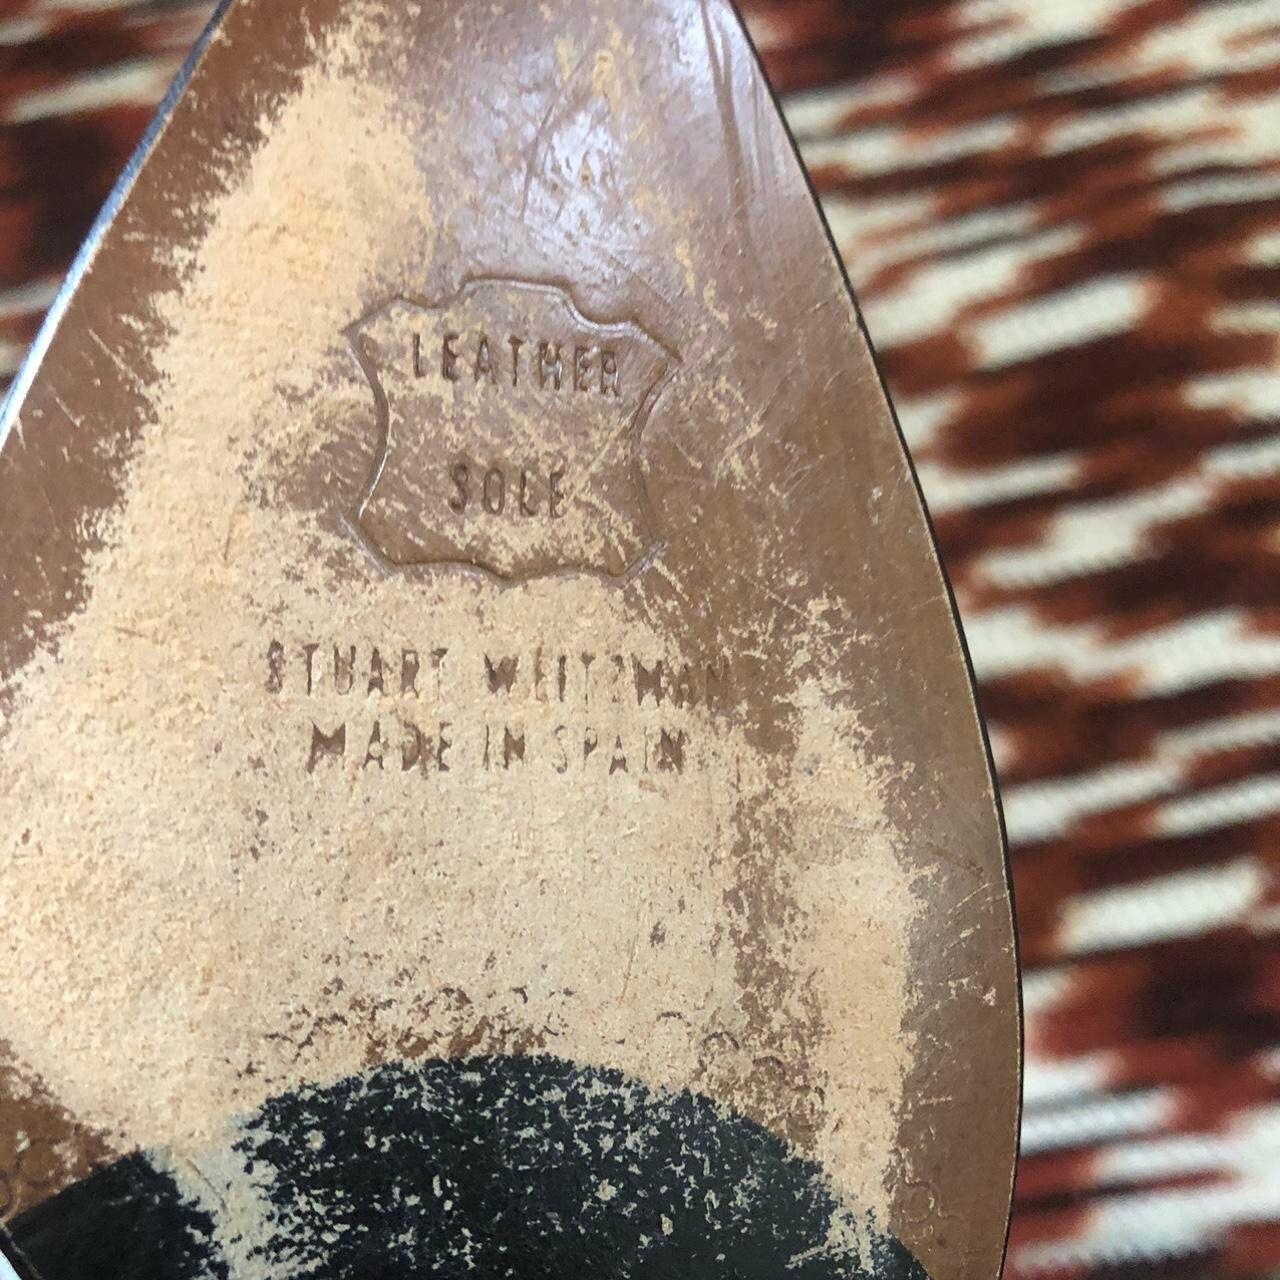 LEATHER
SOLE
STUART WEITZMAN
MADE IN SPAIN